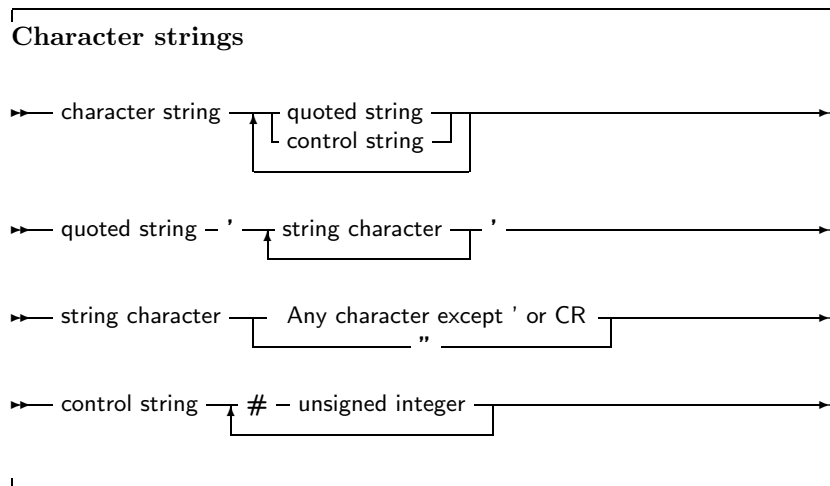 Character strings
character string quoted string
control string
quoted string ' string character '
string character Any character except ' or CR
''
control string # unsigned integer